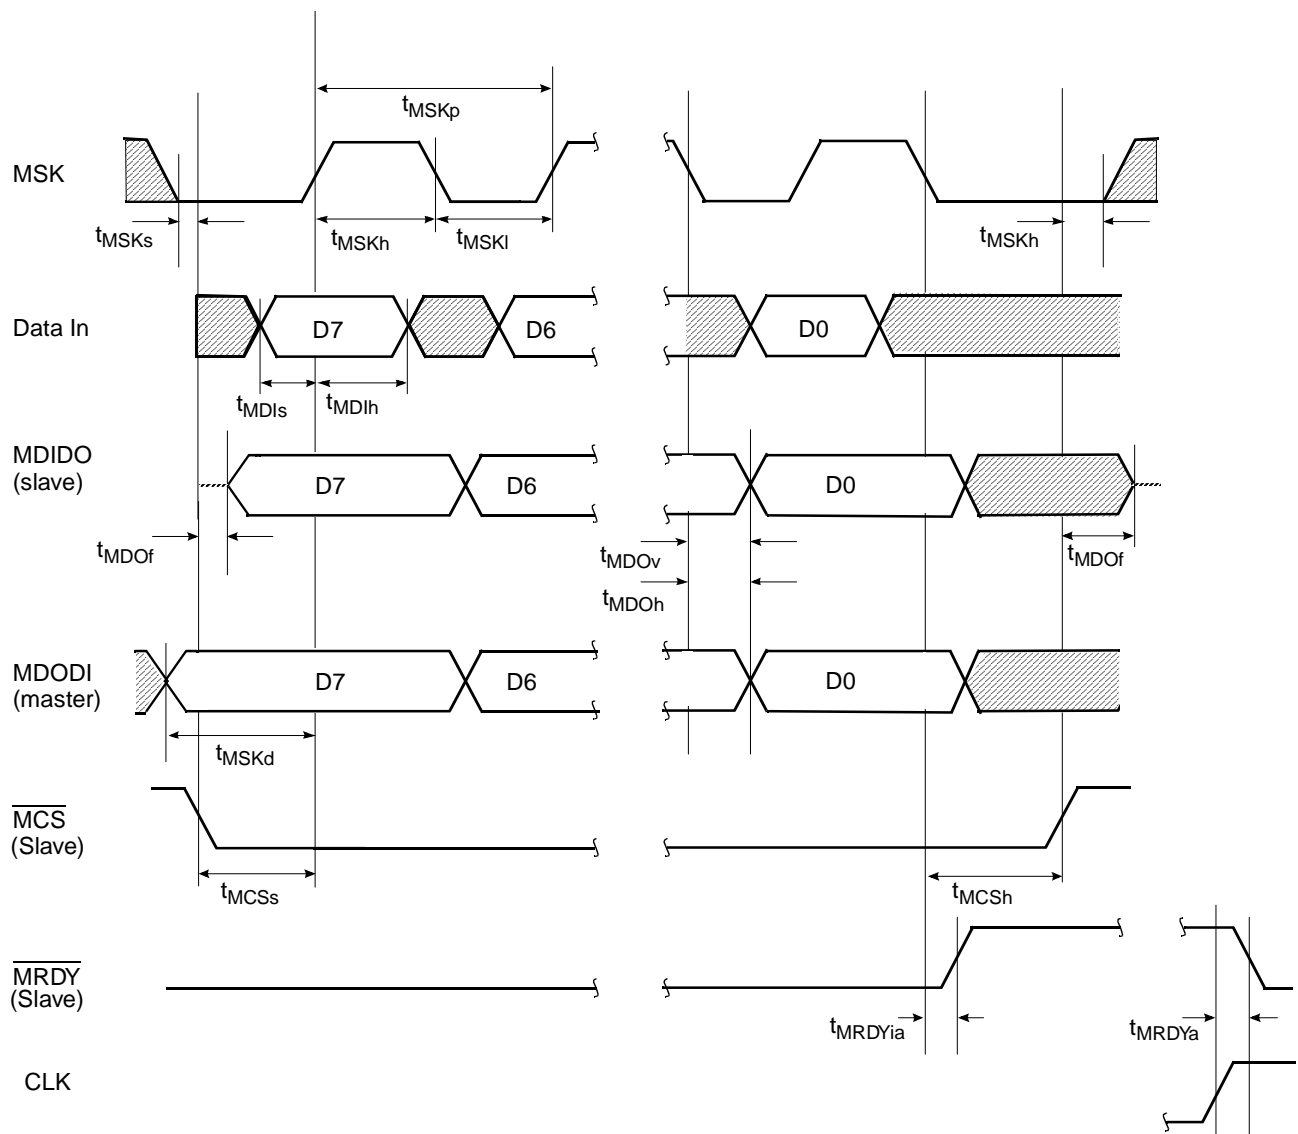 tMSKp
MSK
tMSKs
tMSKh
tMSKl
tMSKh
Data In
D7
D6
D0
tMDIs
tMDIh
MDIDO
(slave)
D7
D6
D0
tMDOf
tMDOv
tMDOf
tMDOh
MDODI
(master)
D7
D6
D0
tMSKd
MCS
(Slave)
tMCSs
tMCSh
MRDY
(Slave)
tMRDYia
tMRDYa
CLK